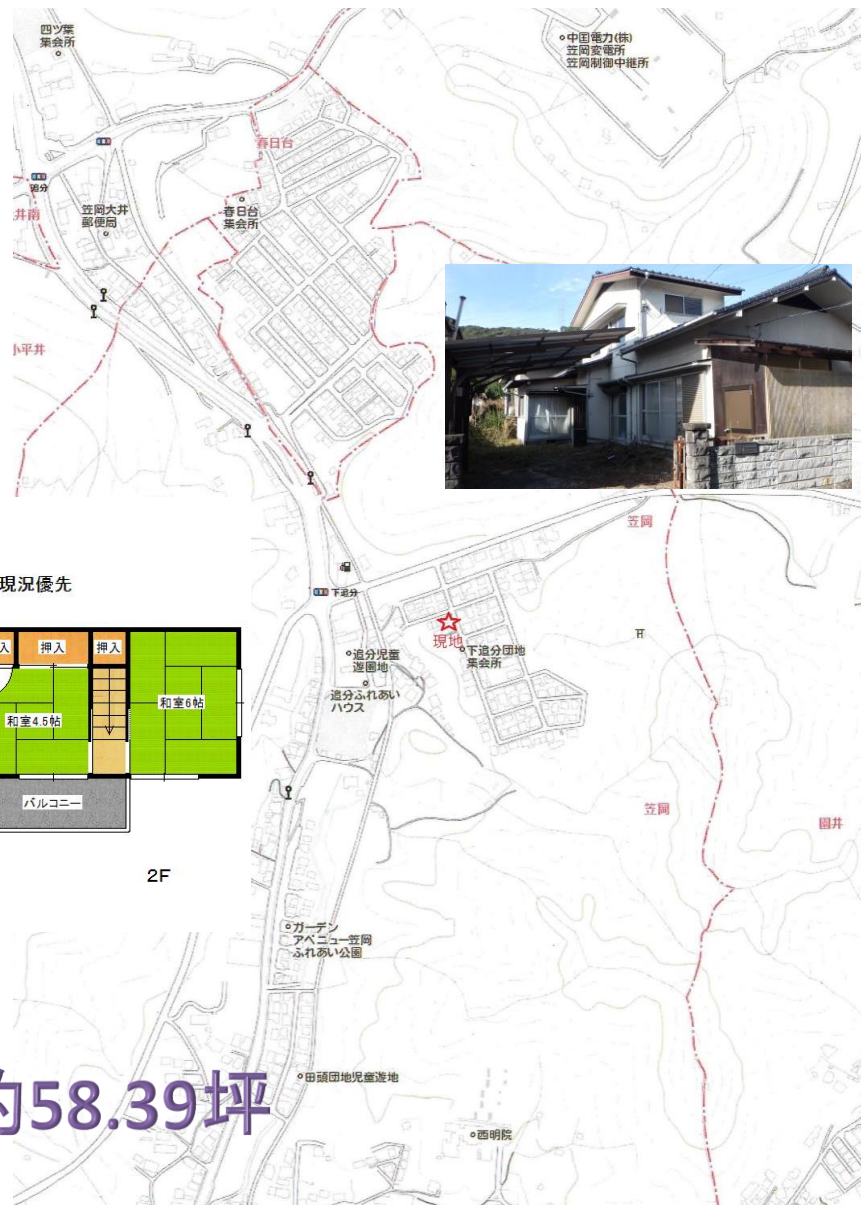 四ツ葉
集会所
中国電力(株)
笠岡変電所
笠岡制御中継所
春日台
追分
笠岡大井
郵便局
春日台
集会所
井南
小平井
笠岡
現況優先
下追分
現地
追分児童
遊園地
下追分団地
集会所
追分ふれあい
ハウス
入
押入
押入
和室4.5帖
和室6帖
バルコニー
2F
笠岡
園井
ガーデン
アベニュー笠岡
ふれあい公園
田頭団地児童遊地
約58.39坪
西明院